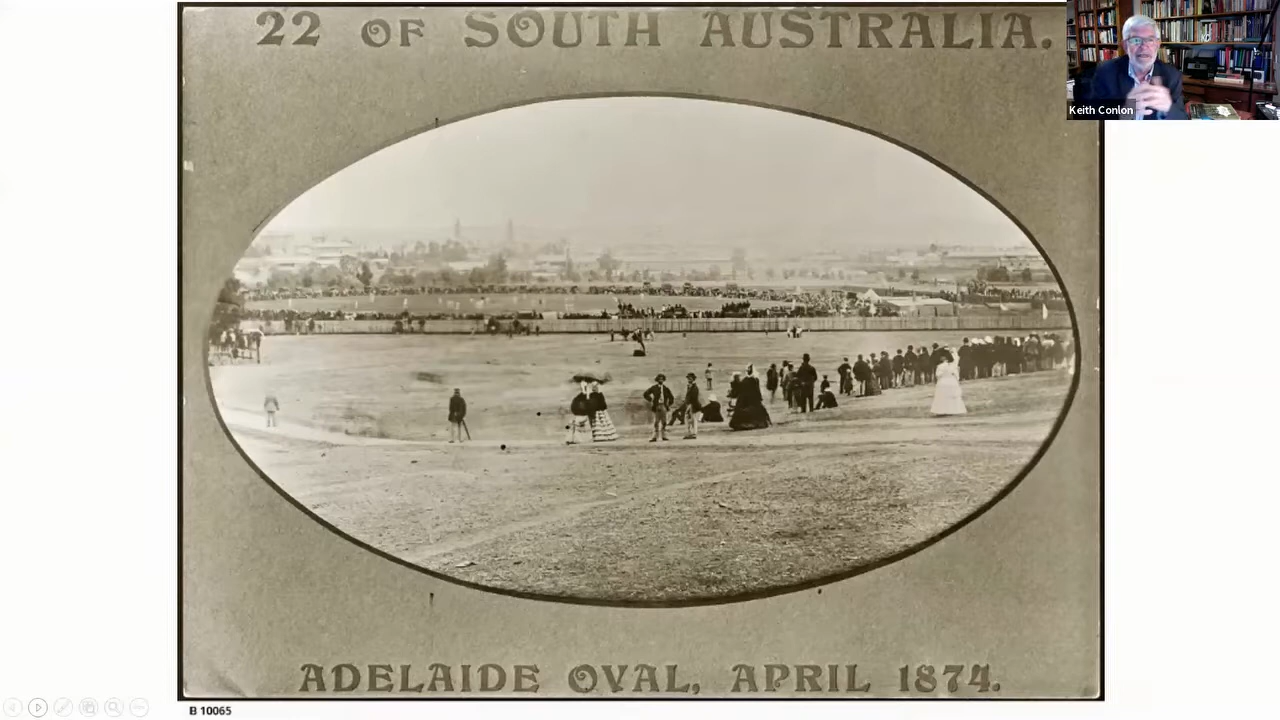 22 OF SOUTH AUSTRALIA.
Keith Conlon
ADELAIDE OVAL, APRIL 1874.
B 10065